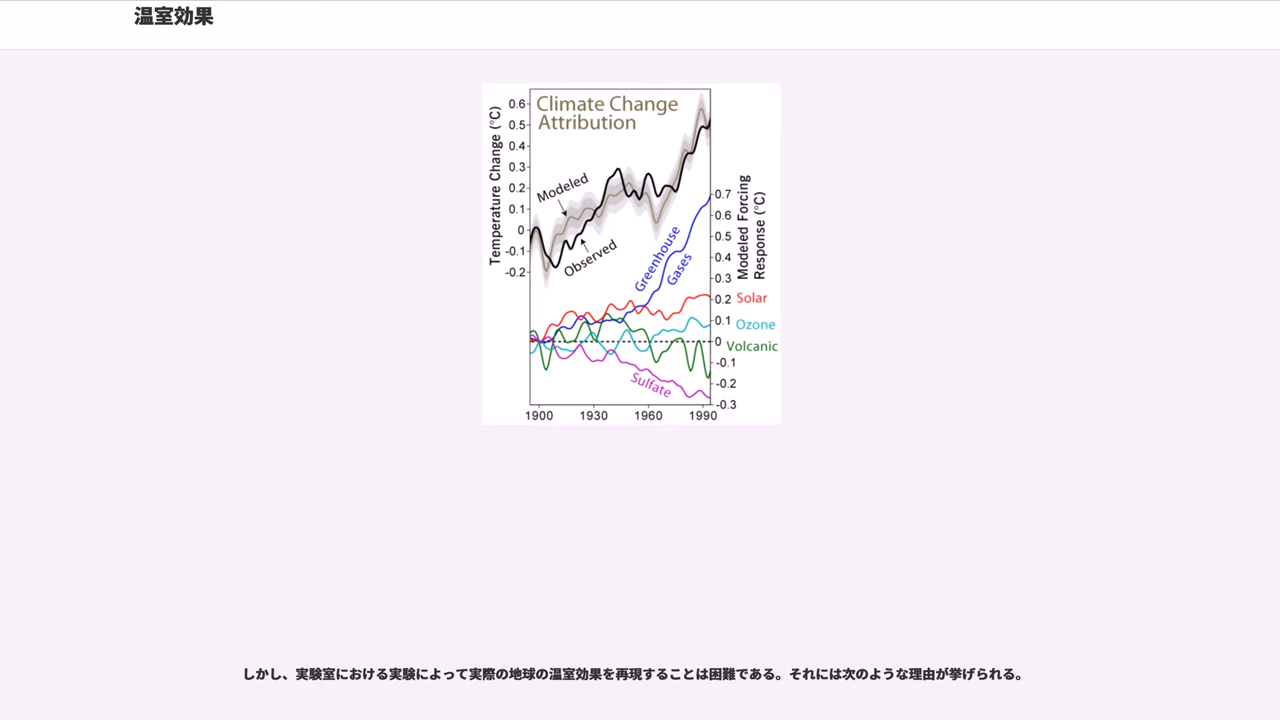 温室効果
Climate Change
Attribution
Temperature Change (°C)
0.6
0.5
0.4
0.3
0.2
0.1
0
-0.1
-0.2
Modeled
Observed
Greenhouse
Gases
Modeled Forcing
Response (°C)
0.7
0.6
0.5
0.4
0.3
0.2
0.1
0
-0.1
-0.2
-0.3
Solar
Ozone
Volcanic
Sulfate
1900 1930 1960 1990
しかし、実験室における実験によって実際の地球の温室効果を再現することは困難である。それには次のような理由が挙げられる。